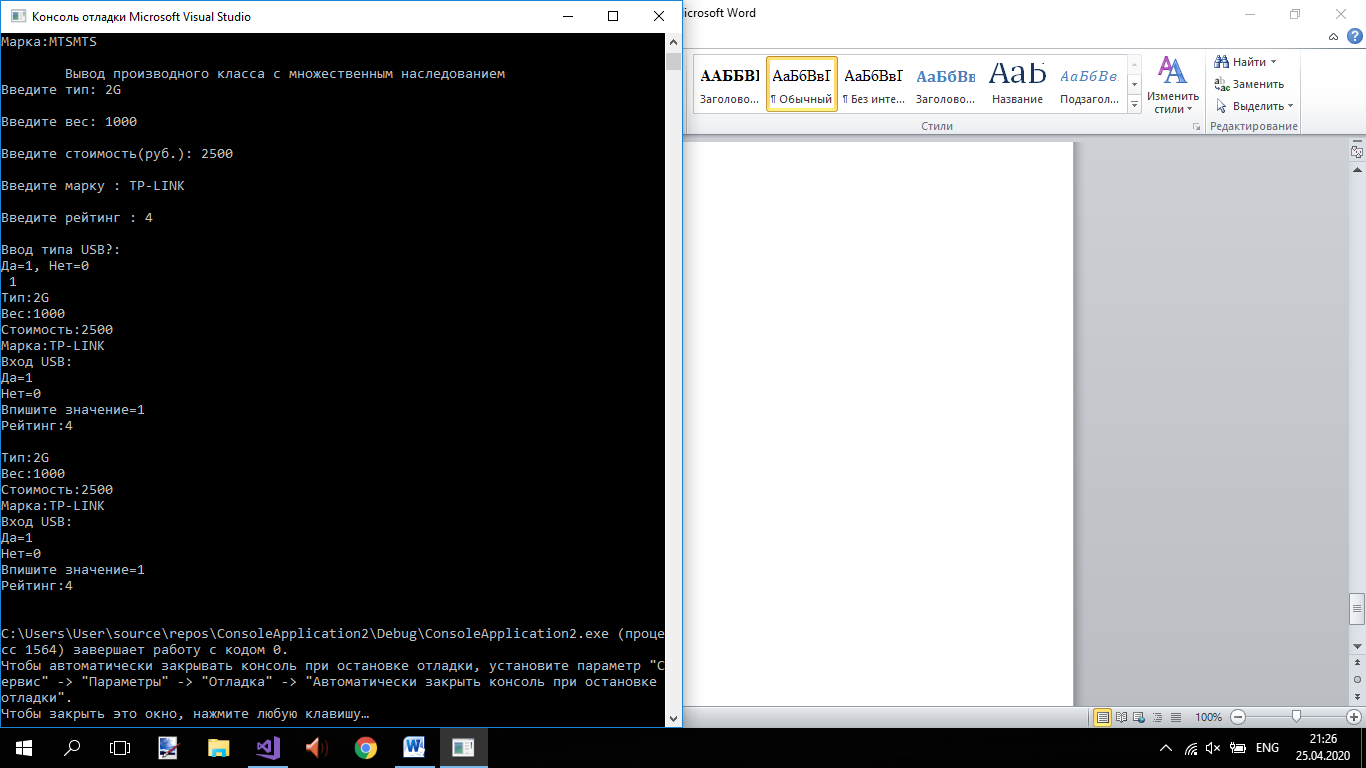 Консоль отладки Microsoft Visual Studio
Марка:MTSMTS
Вывод производного класса с множественным наследованием
Введите тип: 2G
Введите вес: 1000
Введите стоимость(руб.): 2500
Введите марку : TP-LINK
Введите рейтинг : 4
Ввод типа USB?:
Да=1, Нет=0
1
Тип:2G
Вес:1000
Стоимость:2500
Марка:TP-LINK
Вход USB:
Да=1
Нет=0
Впишите значение=1
Рейтинг:4
Тип:2G
Вес:1000
Стоимость:2500
Марка:TP-LINK
Вход USB:
Да=1
Нет=0
Впишите значение=1
Рейтинг:4
C:\Users\User\source\repos\ConsoleApplication2\Debug\ConsoleApplication2.exe (проце
сс 1564) завершает работу с кодом 0.
Чтобы автоматически закрывать консоль при остановке отладки, установите параметр "С
ервис" -> "Параметры" -> "Отладка" -> "Автоматически закрыть консоль при остановке
отладки".
Чтобы закрыть это окно, нажмите любую клавишу…
icrosoft Word
ААББВІ АаБбВвІ АаБбВвГ АаБбВв АаБ АаБбВв
Заголово... ¶ Обычный ¶ Без инте... Заголово... Название Подзагол...
Изменить
стили
Стили
Найти
Заменить
Выделить
Редактирование
100%
ENG
21:26
25.04.2020